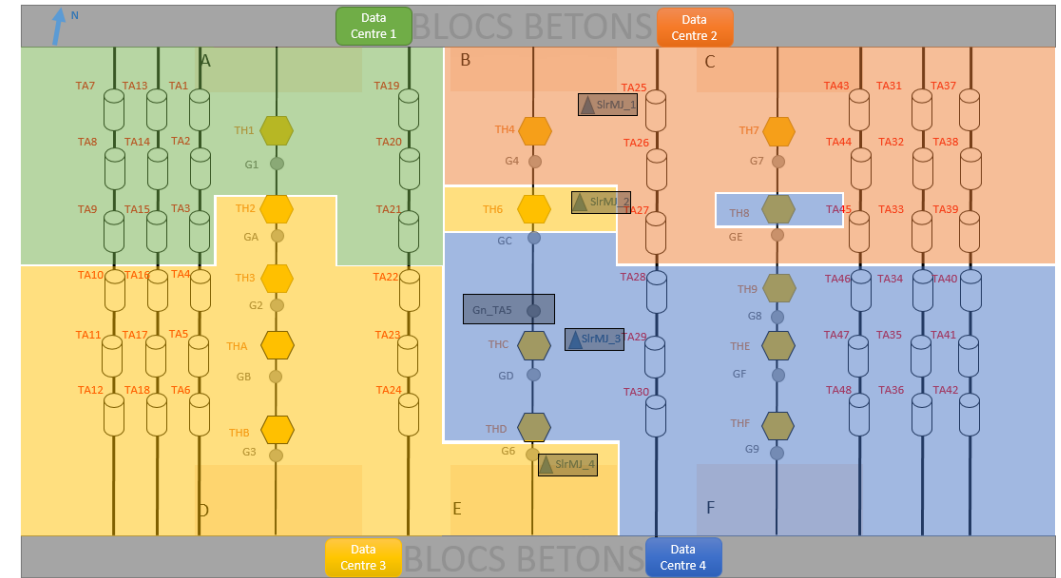 N
Data
Centre 1
BLOCS BETONS
Data
Centre 2
A
B
C
TA7
TA13
TA1
TA19
TA25
TA43
TA31
TA37
SlrMJ_1
TH1
TH4
TH7
TA8
TA14
TA2
TA20
TA26
TA44
TA32
TA38
G1
G4
G7
TA9
TA15
TA3
TH2
TA21
TH6
SlrMJ_2
TA27
TH8
TA45
TA33
TA39
GA
GC
GE
TA10
TA16
TA4
TH3
TA22
TA28
TH9
TA46
TA34
TA40
G2
Gn_TA5
G8
TA11
TA17
TA5
THA
TA23
THC
SlrMJ_3
TA29
THE
TA47
TA35
TA41
GB
GD
GF
TA12
TA18
TA6
TA24
TA30
TA48
TA36
TA42
THB
THD
THF
G3
G6
G9
SlrMJ_4
D
E
F
Data
Centre 3
BLOCS BETONS
Data
Centre 4